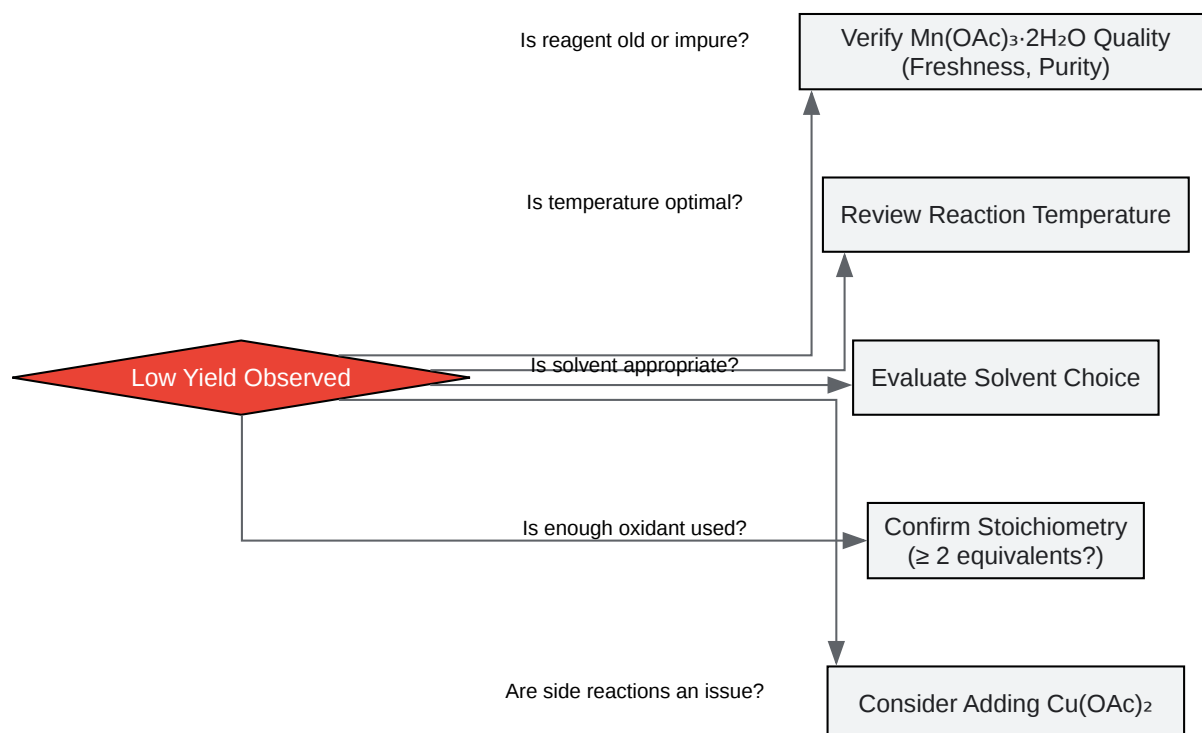 Is reagent old or impure?
Verify Mn(OAc)₃·2H₂O Quality
(Freshness, Purity)
Is temperature optimal?
Review Reaction Temperature
Low Yield Observed
Is solvent appropriate?
Evaluate Solvent Choice
Is enough oxidant used?
Confirm Stoichiometry
(≥ 2 equivalents?)
Are side reactions an issue?
Consider Adding Cu(OAc)₂